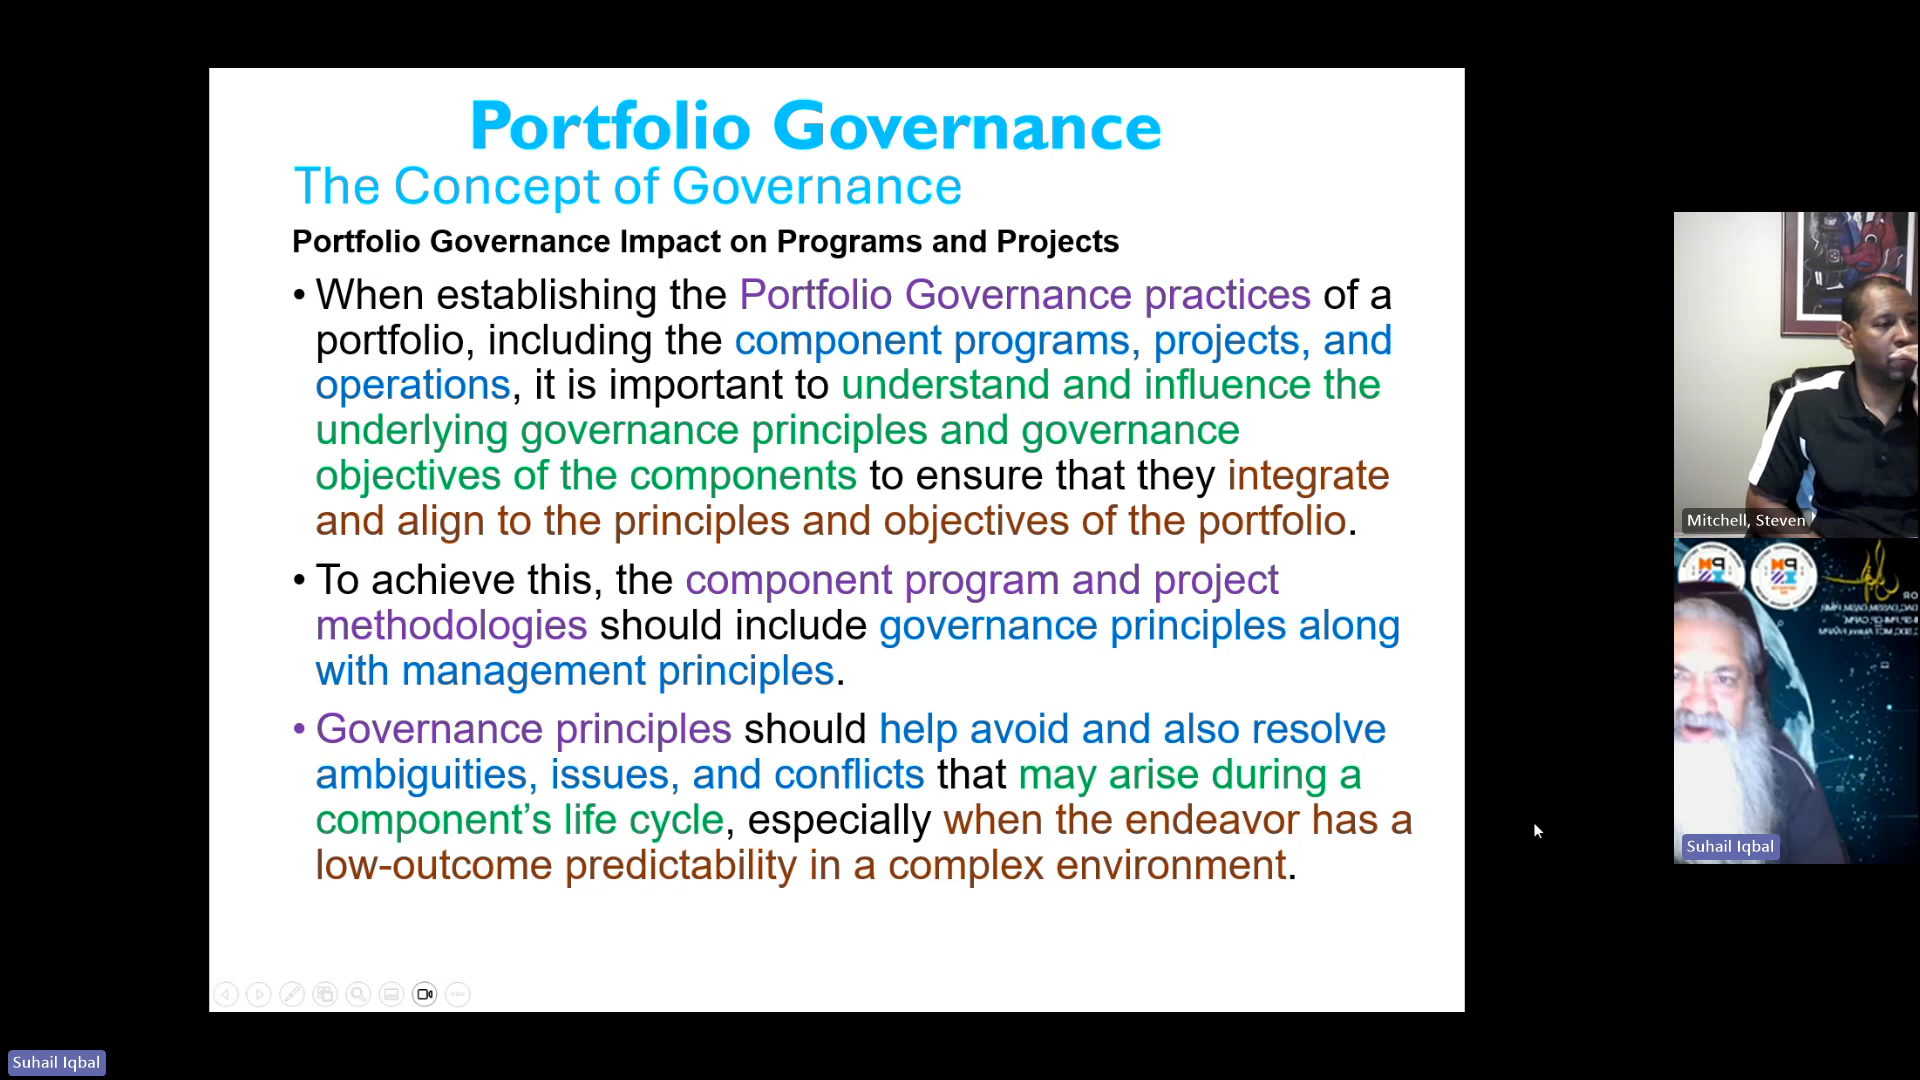 Portfolio Governance
The Concept of Governance
Portfolio Governance Impact on Programs and Projects
• When establishing the Portfolio Governance practices of a
portfolio, including the component programs, projects, and
operations, it is important to understand and influence the
underlying governance principles and governance
objectives of the components to ensure that they integrate
and align to the principles and objectives of the portfolio.
• To achieve this, the component program and project
methodologies should include governance principles along
with management principles.
• Governance principles should help avoid and also resolve
ambiguities, issues, and conflicts that may arise during a
component’s life cycle, especially when the endeavor has a
low-outcome predictability in a complex environment.
Mitchell, Steven
Suhail Iqbal
Suhail Iqbal